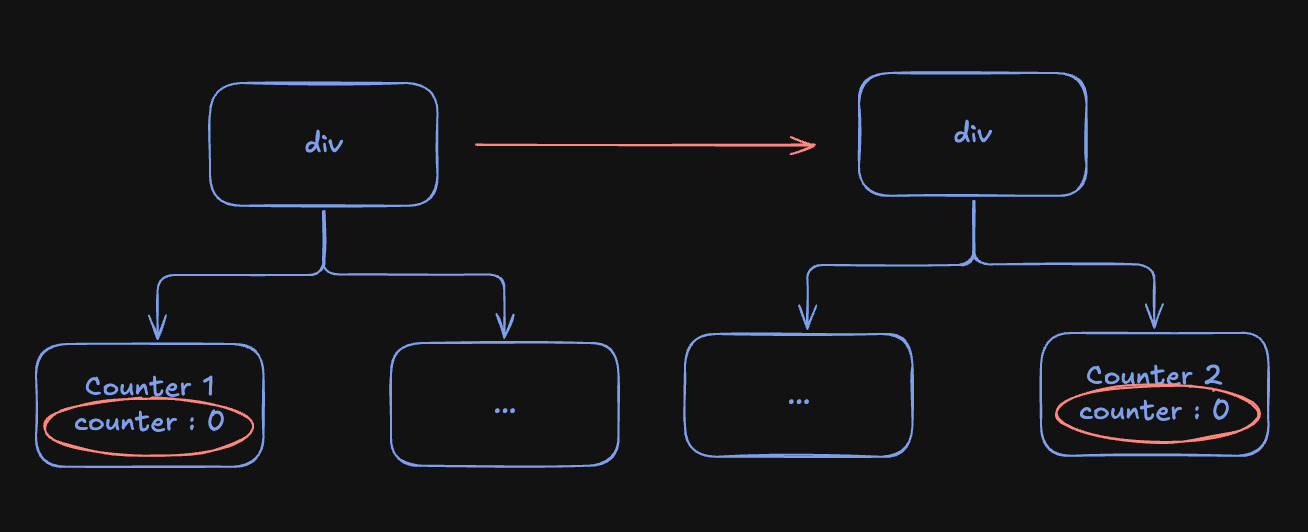 div
div
Counter 1
counter : 0
...
...
Counter 2
counter : 0